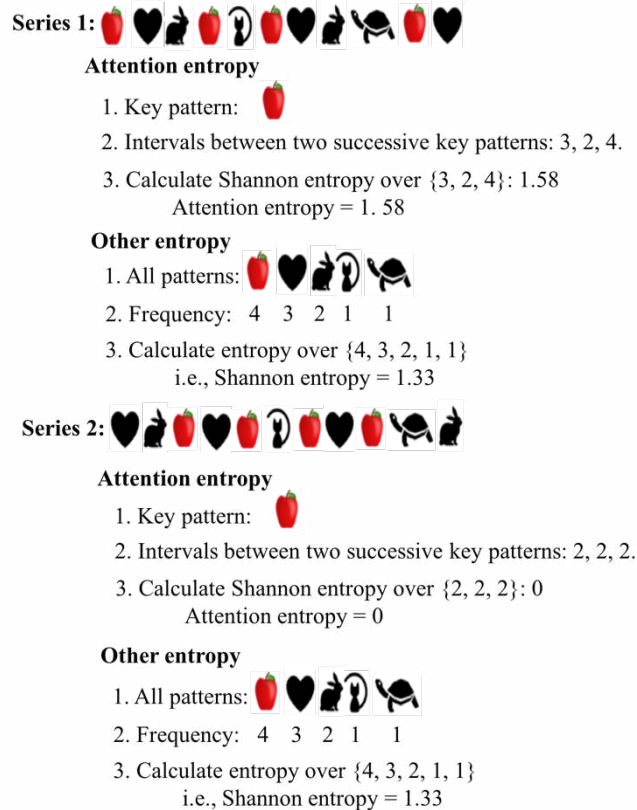 Series 1:
Attention entropy
1. Key pattern:
2. Intervals between two successive key patterns: 3, 2, 4.
3. Calculate Shannon entropy over {3, 2, 4}: 1.58
Attention entropy = 1. 58
Other entropy
1. All patterns:
2. Frequency: 4 3 2 1 1
3. Calculate entropy over {4, 3, 2, 1, 1}
i.e., Shannon entropy = 1.33
Series 2:
Attention entropy
1. Key pattern:
2. Intervals between two successive key patterns: 2, 2, 2.
3. Calculate Shannon entropy over {2, 2, 2}: 0
Attention entropy = 0
Other entropy
1. All patterns:
2. Frequency: 4 3 2 1 1
3. Calculate entropy over {4, 3, 2, 1, 1}
i.e., Shannon entropy = 1.33